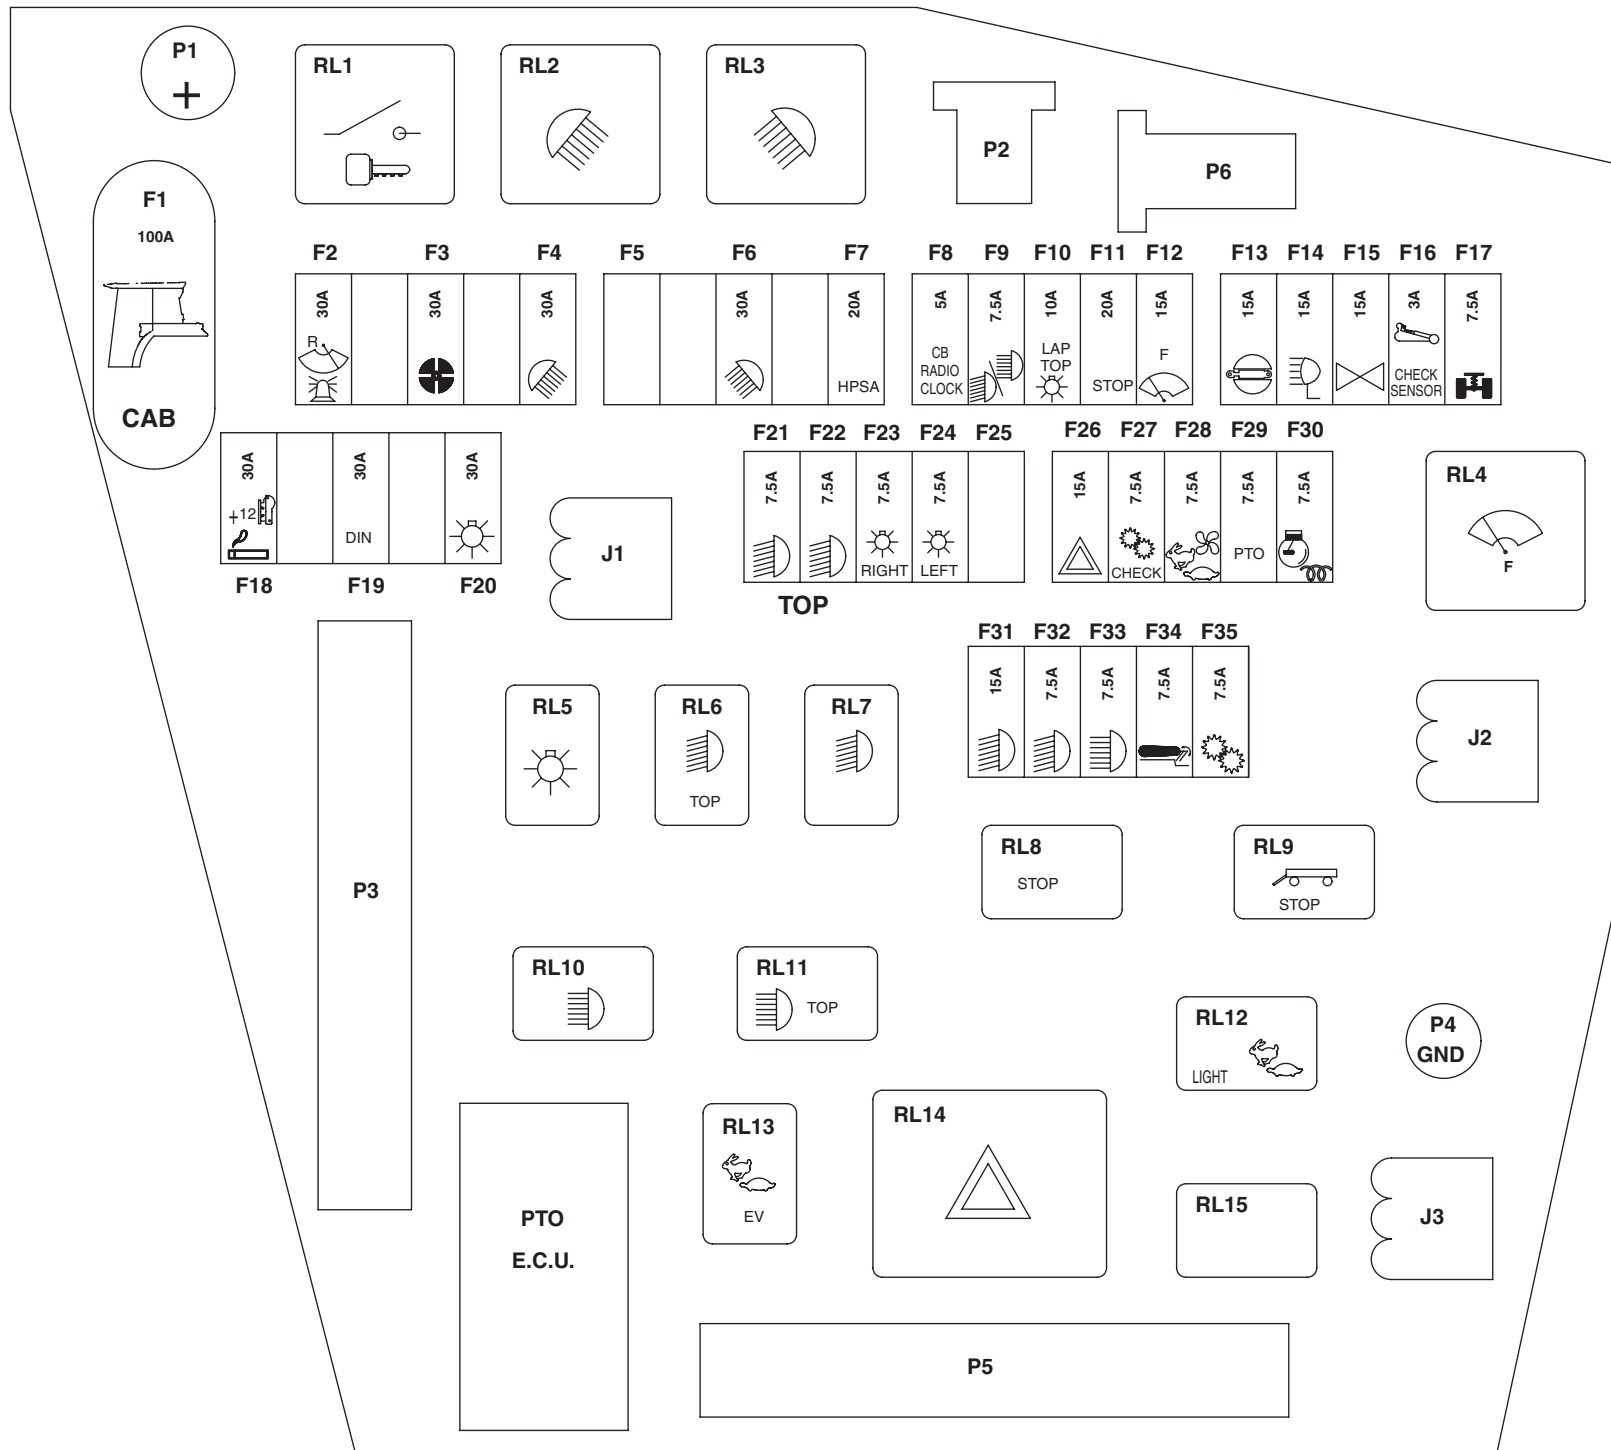 P1
+
RL1
RL2
RL3
P2
P6
F1
100A
CAB
F2 F3 F4 F5 F6 F7 F8 F9 F10 F11 F12 F13 F14 F15 F16 F17
30A 30A 30A 30A 20A 5A 7.5A 10A 20A 15A 15A 15A 15A 3A 7.5A
R
HPSA
CB
RADIO
CLOCK
LAP
TOP
STOP
F
CHECK
SENSOR
30A 30A 30A
+12
DIN
F18 F19 F20
J1
F21 F22 F23 F24 F25 F26 F27 F28 F29 F30
7.5A 7.5A 7.5A 7.5A 15A 7.5A 7.5A 7.5A 7.5A
RIGHT LEFT
CHECK
PTO
TOP
RL4
F
F31 F32 F33 F34 F35
15A 7.5A 7.5A 7.5A 7.5A
RL5
RL6
TOP
RL7
J2
P3
RL8
STOP
RL9
STOP
RL10
RL11
TOP
RL12
LIGHT
P4
GND
PTO
E.C.U.
RL13
EV
RL14
RL15
J3
P5